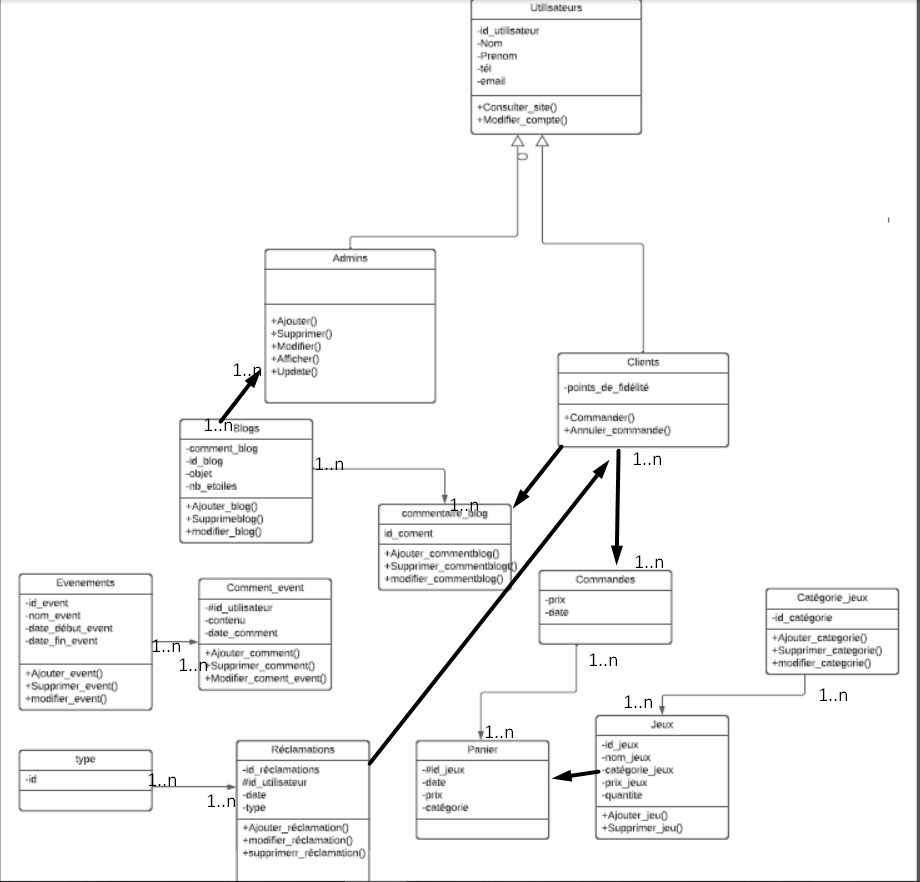 Utilisateurs
-id_utilisateur
-Nom
-Prenom
-tél
-email
+Consulter_site()
+Modifier_compte()
Admins
+Ajouter()
+Supprimer()
+Modifier()
+Afficher()
+Update()
1..n
Clients
-points_de_fidélité
+Commander()
+Annuler_commande()
1..n
1..n
Blogs
-comment_blog
-id_blog
-objet
-nb_etoiles
+Ajouter_blog()
+Supprimeblog()
+modifier_blog()
1..n
1..n
commentaire_blog
id_coment
+Ajouter_commentblog()
+Supprimer_commentblogt()
+modifier_commentblog()
1..n
Commandes
-prix
-date
1..n
Evenements
-id_event
-nom_event
-date_début_event
-date_fin_event
+Ajouter_event()
+Supprimer_event()
+modifier_event()
1..n
1..n
Comment_event
-#id_utilisateur
-contenu
-date_comment
+Ajouter_comment()
+Supprimer_comment()
+Modifier_coment_event()
Catégorie_jeux
-id_catégorie
+Ajouter_categorie()
+Supprimer_categorie()
+modifier_categorie()
1..n
1..n
type
-id
1..n
1..n
Réclamations
-id_réclamations
#id_utilisateur
-date
-type
+Ajouter_réclamation()
+modifier_réclamation()
+supprimerr_réclamation()
1..n
Panier
-#id_jeux
-date
-prix
-catégorie
Jeux
-id_jeux
-nom_jeux
-catégorie_jeux
-prix_jeux
-quantite
+Ajouter_jeu()
+Supprimer_jeu()